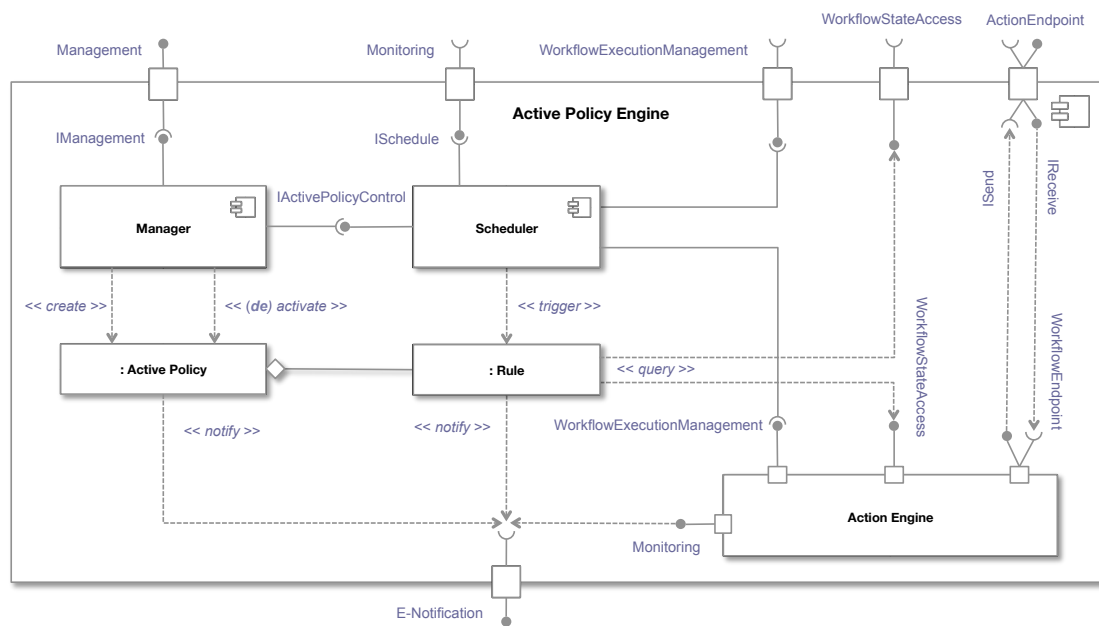 WorkflowStateAccess
ActionEndpoint
Management
Monitoring
WorkflowExecutionManagement
Active Policy Engine
IManagement
ISchedule
ISend
IReceive
IActivePolicyControl
Manager
Scheduler
<< create >>
<< (de) activate >>
<< trigger >>
WorkflowStateAccess
WorkflowEndpoint
: Active Policy
: Rule
<< query >>
<< notify >>
<< notify >>
WorkflowExecutionManagement
Action Engine
Monitoring
E-Notification